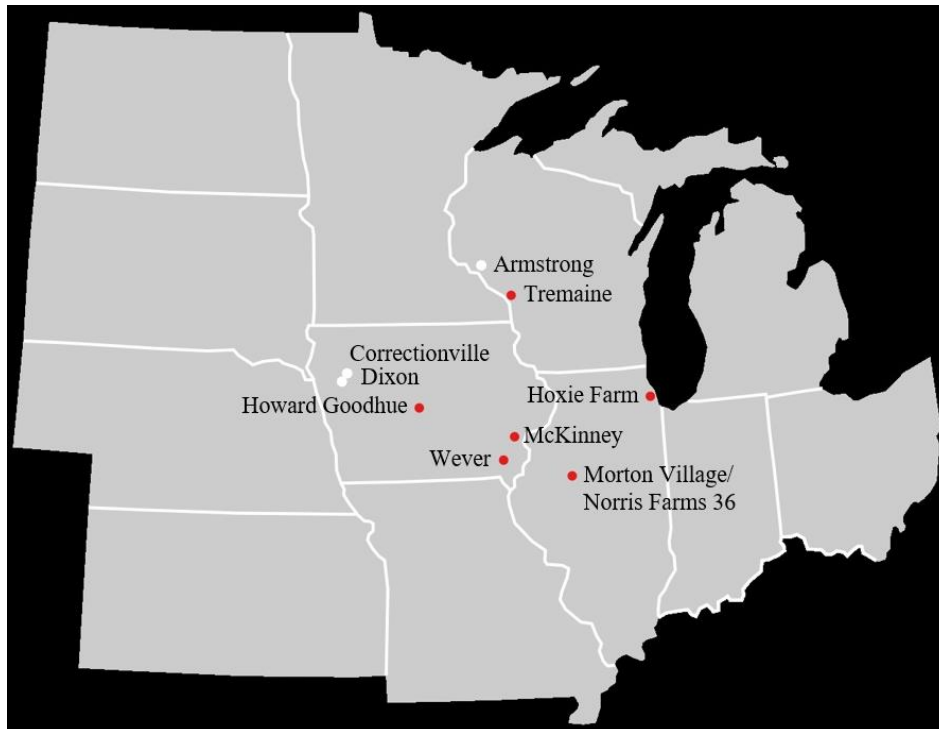 Armstrong
Tremaine
Correctionville
Dixon
Howard Goodhue
Hoxie Farm
McKinney
Wever
Morton Village/
Norris Farms 36